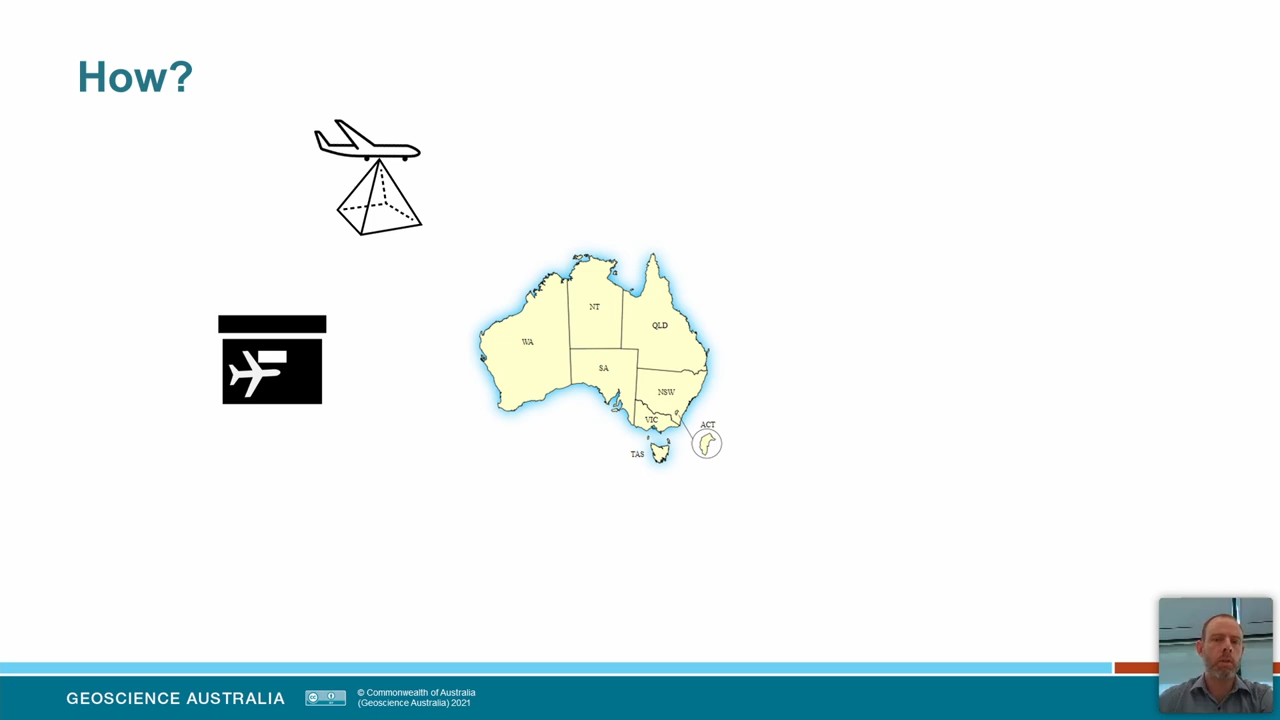 How?
NT
QLD
WA
SA
NSW
VIC
ACT
TAS
GEOSCIENCE AUSTRALIA
© Commonwealth of Australia
(Geoscience Australia) 2021